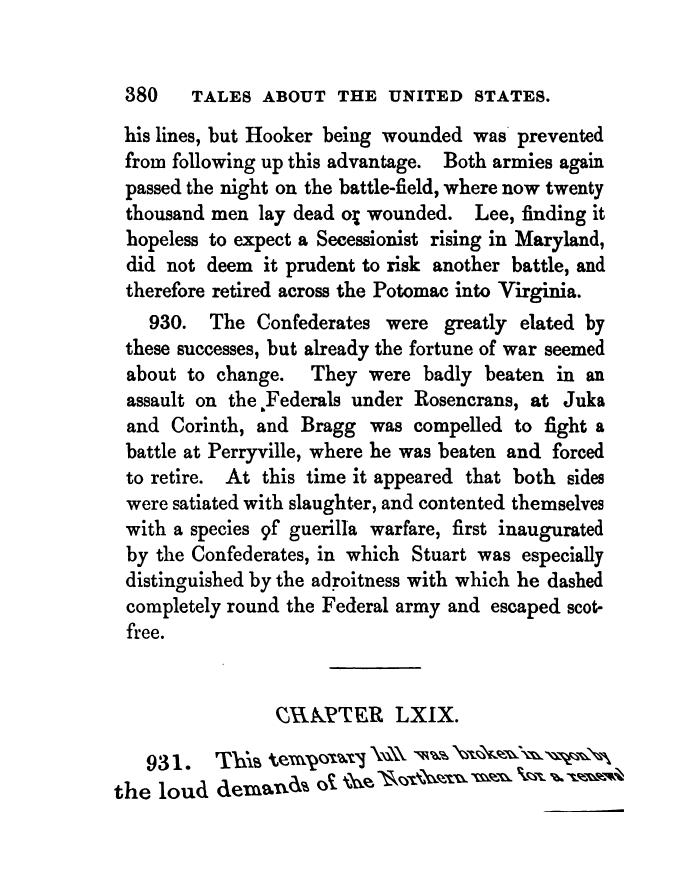 380 TALES ABOUT THE UNITED STATES.
his lines, but Hooker being wounded was prevented
from following up this advantage. Both armies again
passed the night on the battle-field, where now twenty
thousand men lay dead or wounded. Lee, finding it
hopeless to expect a Secessionist rising in Maryland,
did not deem it prudent to risk another battle, and
therefore retired across the Potomac into Virginia.
930. The Confederates were greatly elated by
these successes, but already the fortune of war seemed
about to change. They were badly beaten in an
assault on the Federals under Rosencrans, at Juka
and Corinth, and Bragg was compelled to fight a
battle at Perryville, where he was beaten and forced
to retire. At this time it appeared that both sides
were satiated with slaughter, and contented themselves
with a species of guerilla warfare, first inaugurated
by the Confederates, in which Stuart was especially
distinguished by the adroitness with which he dashed
completely round the Federal army and escaped scot-
free.
CHAPTER LXIX.
931. This temporary lull was broken in upon by
the loud demands of the Northern men for a renewal